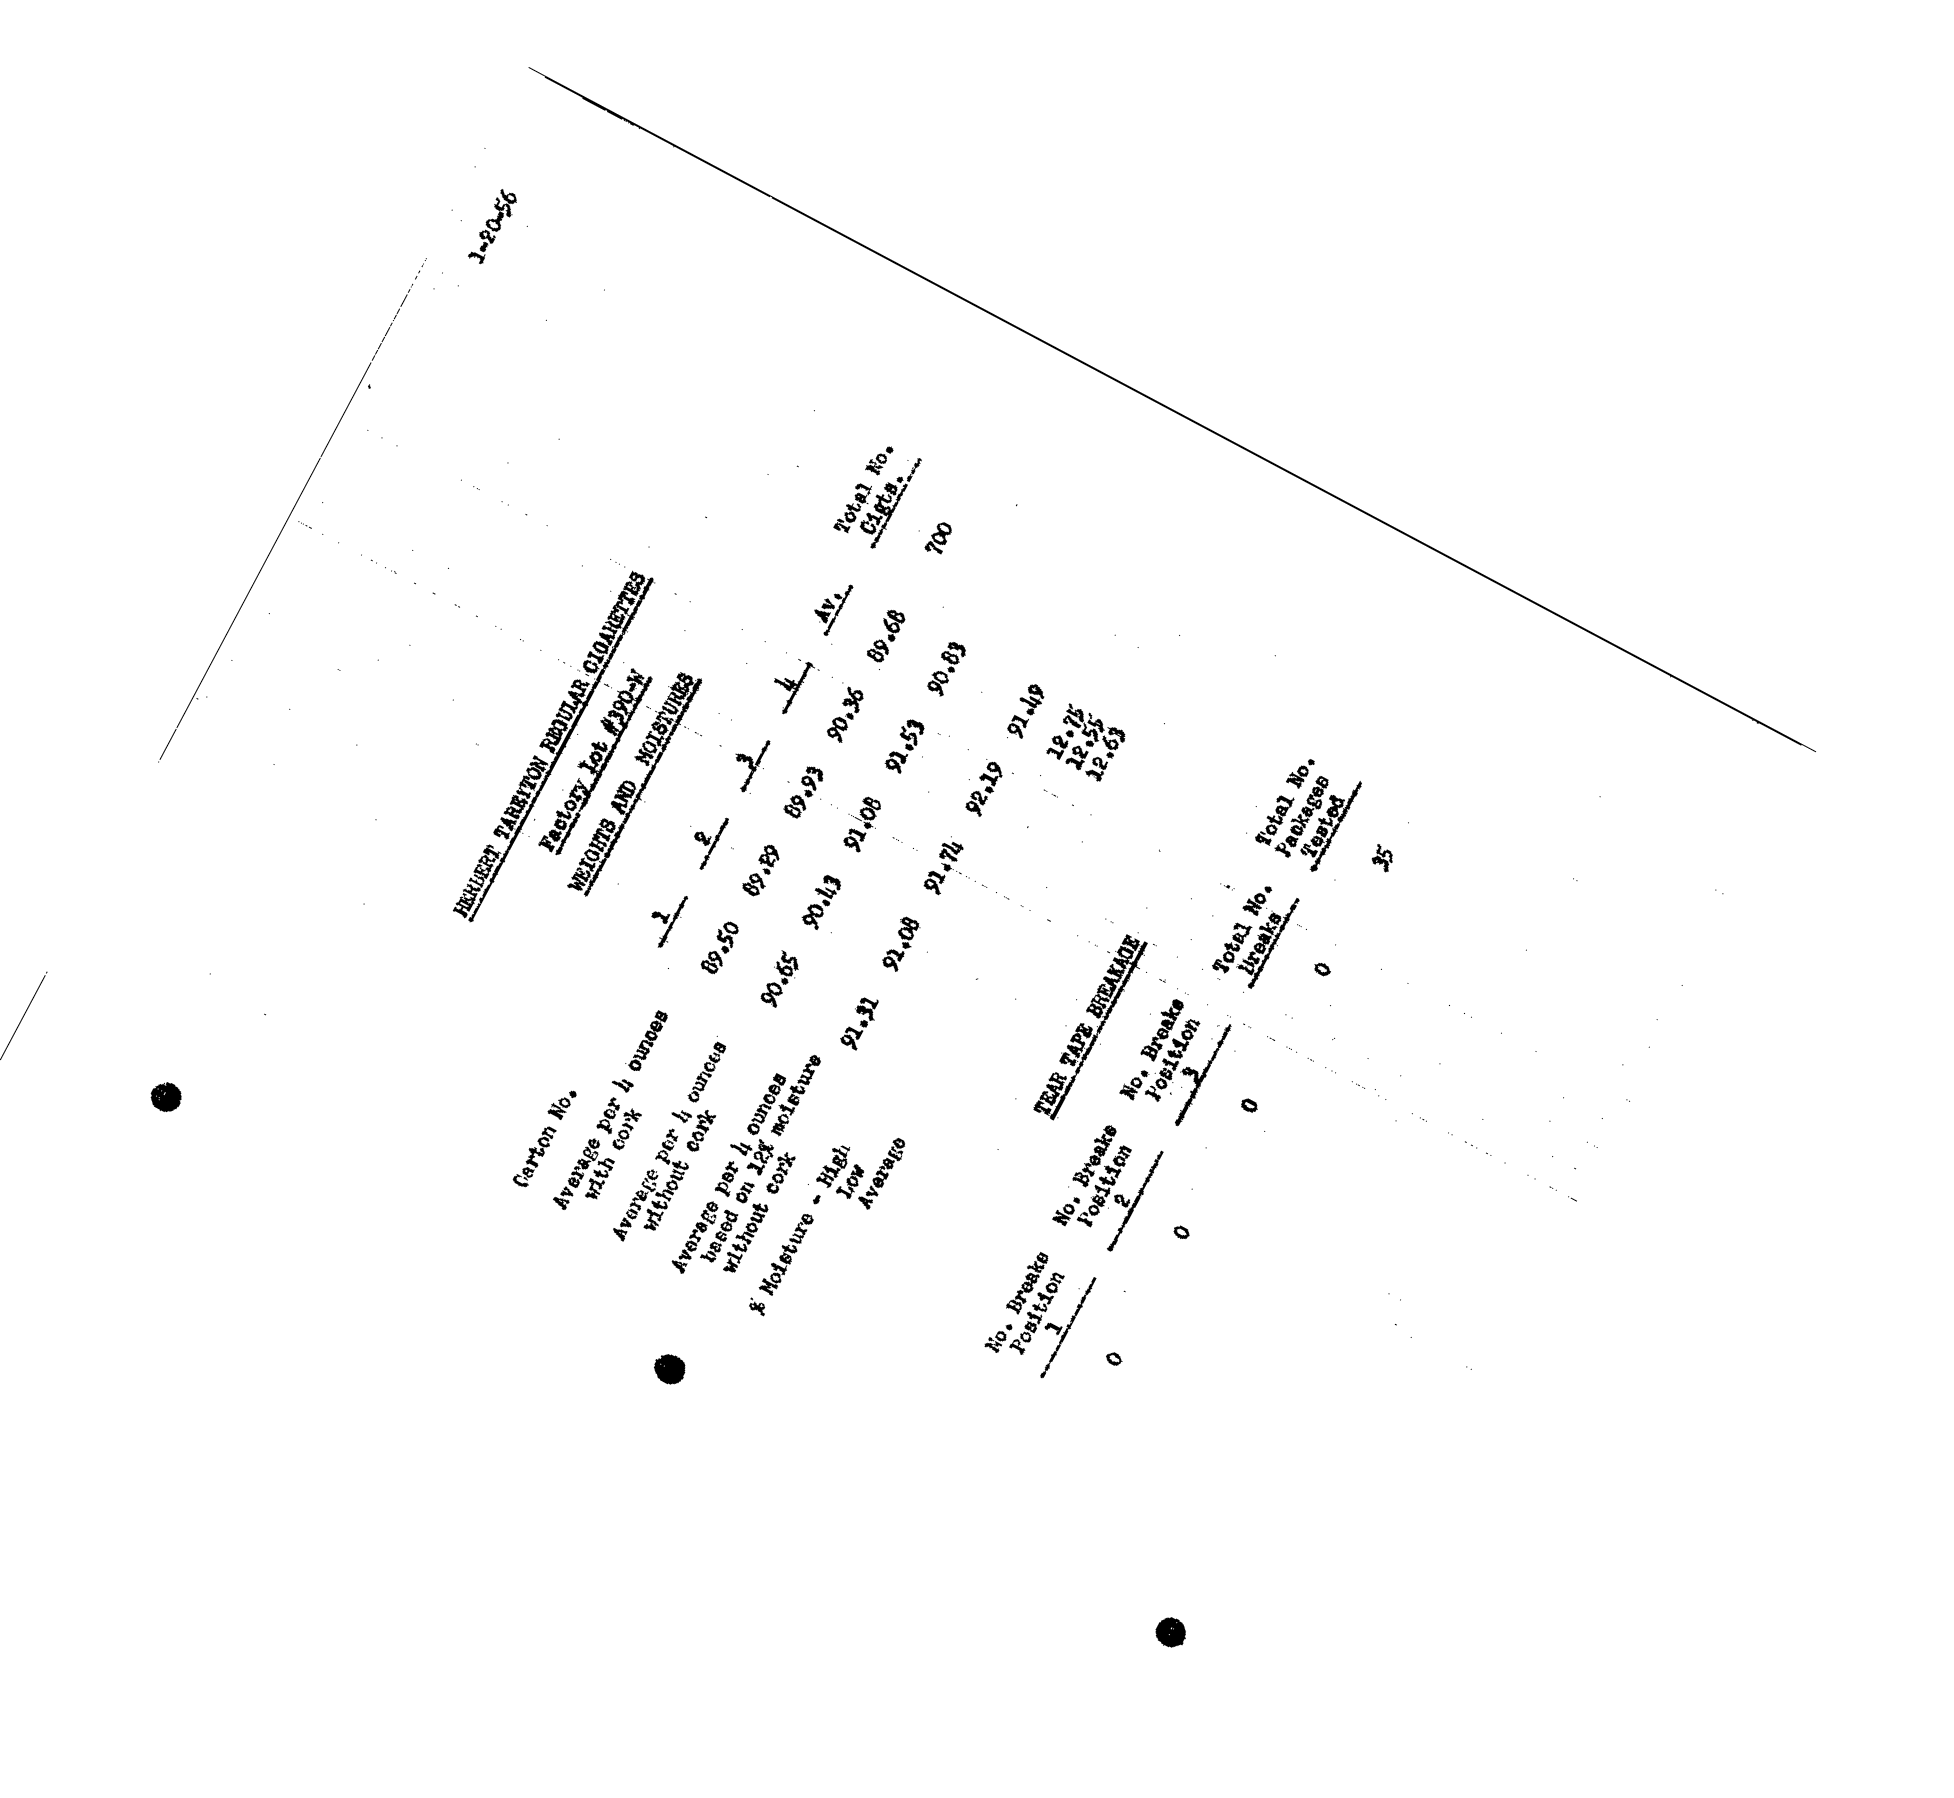 1-20-56
HERBERT TAREYTON REGULAR CIGARETTES
Factory Lot #390-W
WEIGHTS AND MOISTURES
Total No.
Carton No. 1 2 3 4 Av. Cigts.
Average per 4 ounces
with cork 89.50 89.29 89.93 90.36 89.68 700
Average per 4 ounces
without cork 90.65 90.43 91.08 91.53 90.83
Average per 4 ounces
based on 12% moisture
without cork 91.31 91.08 91.74 92.19 91.49
% Moisture - High 12.75
Low 12.55
Average 12.63
TEAR TAPE BREAKAGE
Total No.
No. Breaks No. Breaks No. Breaks Total No. Packages
Position Position Position Breaks Tested
1 2 3
0 0 0 0 35